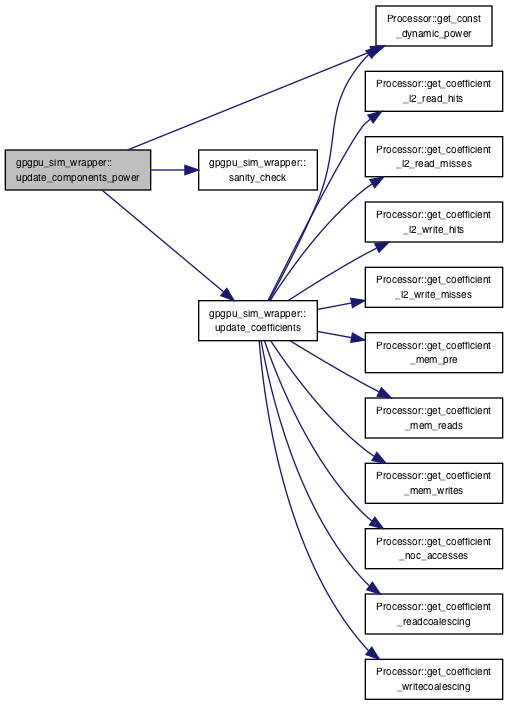 Processor::get_const
_dynamic_power
Processor::get_coefficient
_l2_read_hits
gpgpu_sim_wrapper::
update_components_power
gpgpu_sim_wrapper::
sanity_check
Processor::get_coefficient
_l2_read_misses
Processor::get_coefficient
_l2_write_hits
Processor::get_coefficient
_l2_write_misses
gpgpu_sim_wrapper::
update_coefficients
Processor::get_coefficient
_mem_pre
Processor::get_coefficient
_mem_reads
Processor::get_coefficient
_mem_writes
Processor::get_coefficient
_noc_accesses
Processor::get_coefficient
_readcoalescing
Processor::get_coefficient
_writecoalescing